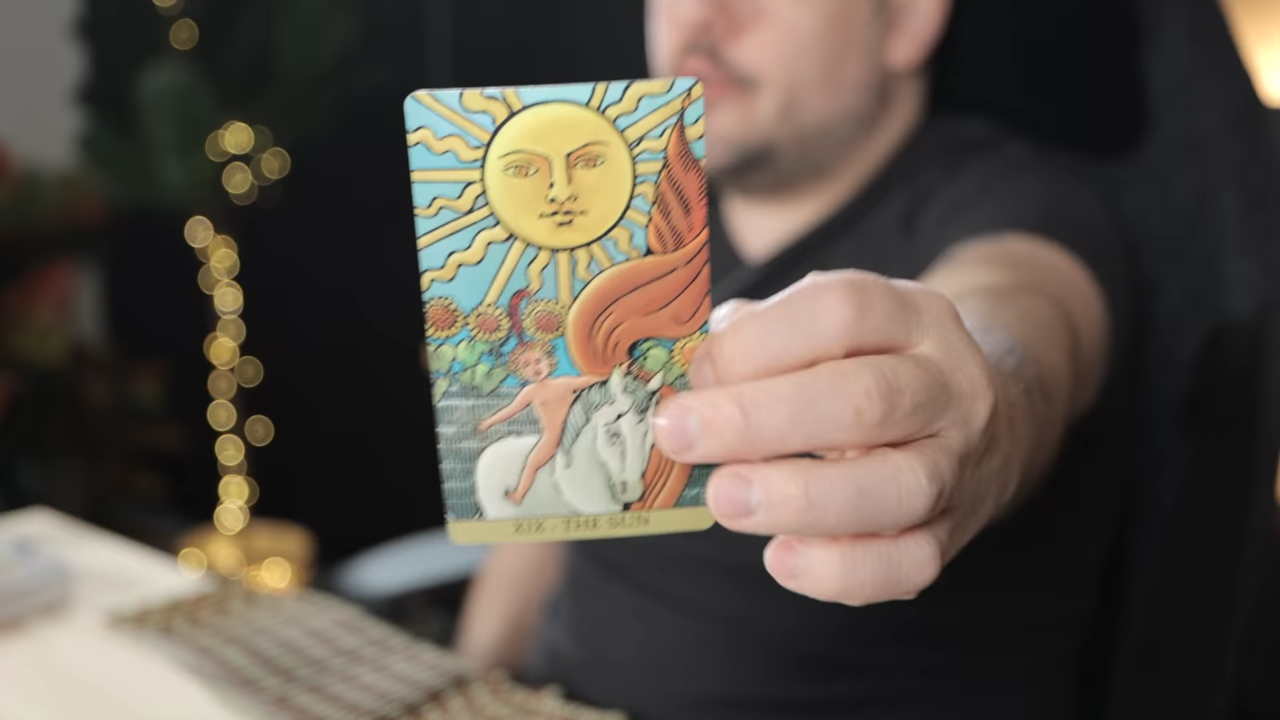 XIX . THE SUN